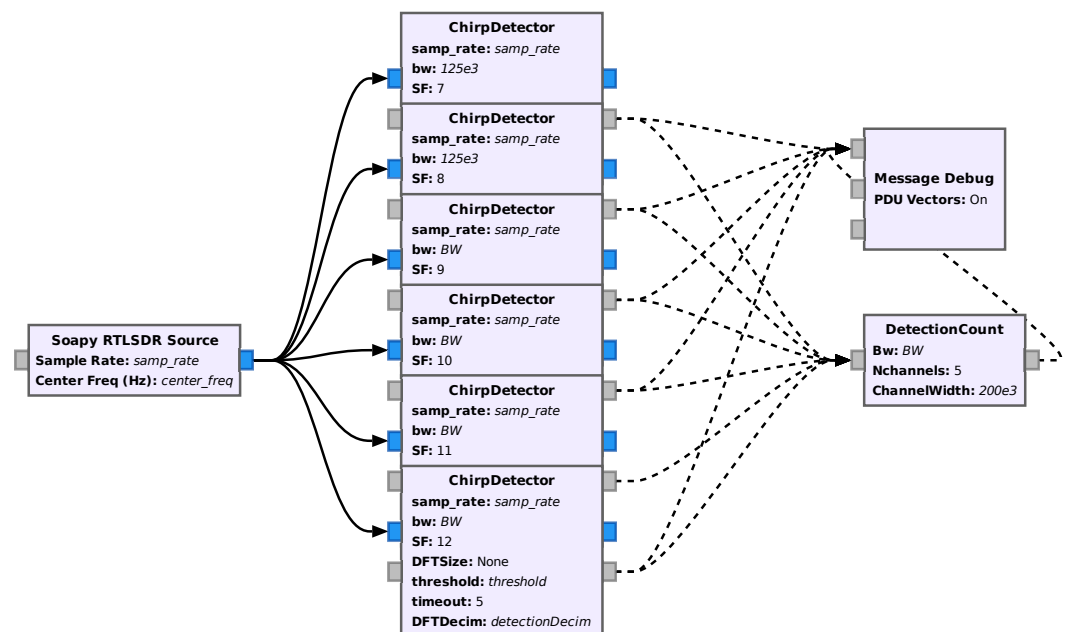 Soapy RTLSDR Source
Sample Rate: samp_rate
Center Freq (Hz): center_freq
ChirpDetector
samp_rate: samp_rate
bw: 125e3
SF: 7
ChirpDetector
samp_rate: samp_rate
bw: 125e3
SF: 8
ChirpDetector
samp_rate: samp_rate
bw: BW
SF: 9
ChirpDetector
samp_rate: samp_rate
bw: BW
SF: 10
ChirpDetector
samp_rate: samp_rate
bw: BW
SF: 11
ChirpDetector
samp_rate: samp_rate
bw: BW
SF: 12
DFTSize: None
threshold: threshold
timeout: 5
DFTDecim: detectionDecim
Message Debug
PDU Vectors: On
DetectionCount
Bw: BW
Nchannels: 5
ChannelWidth: 200e3